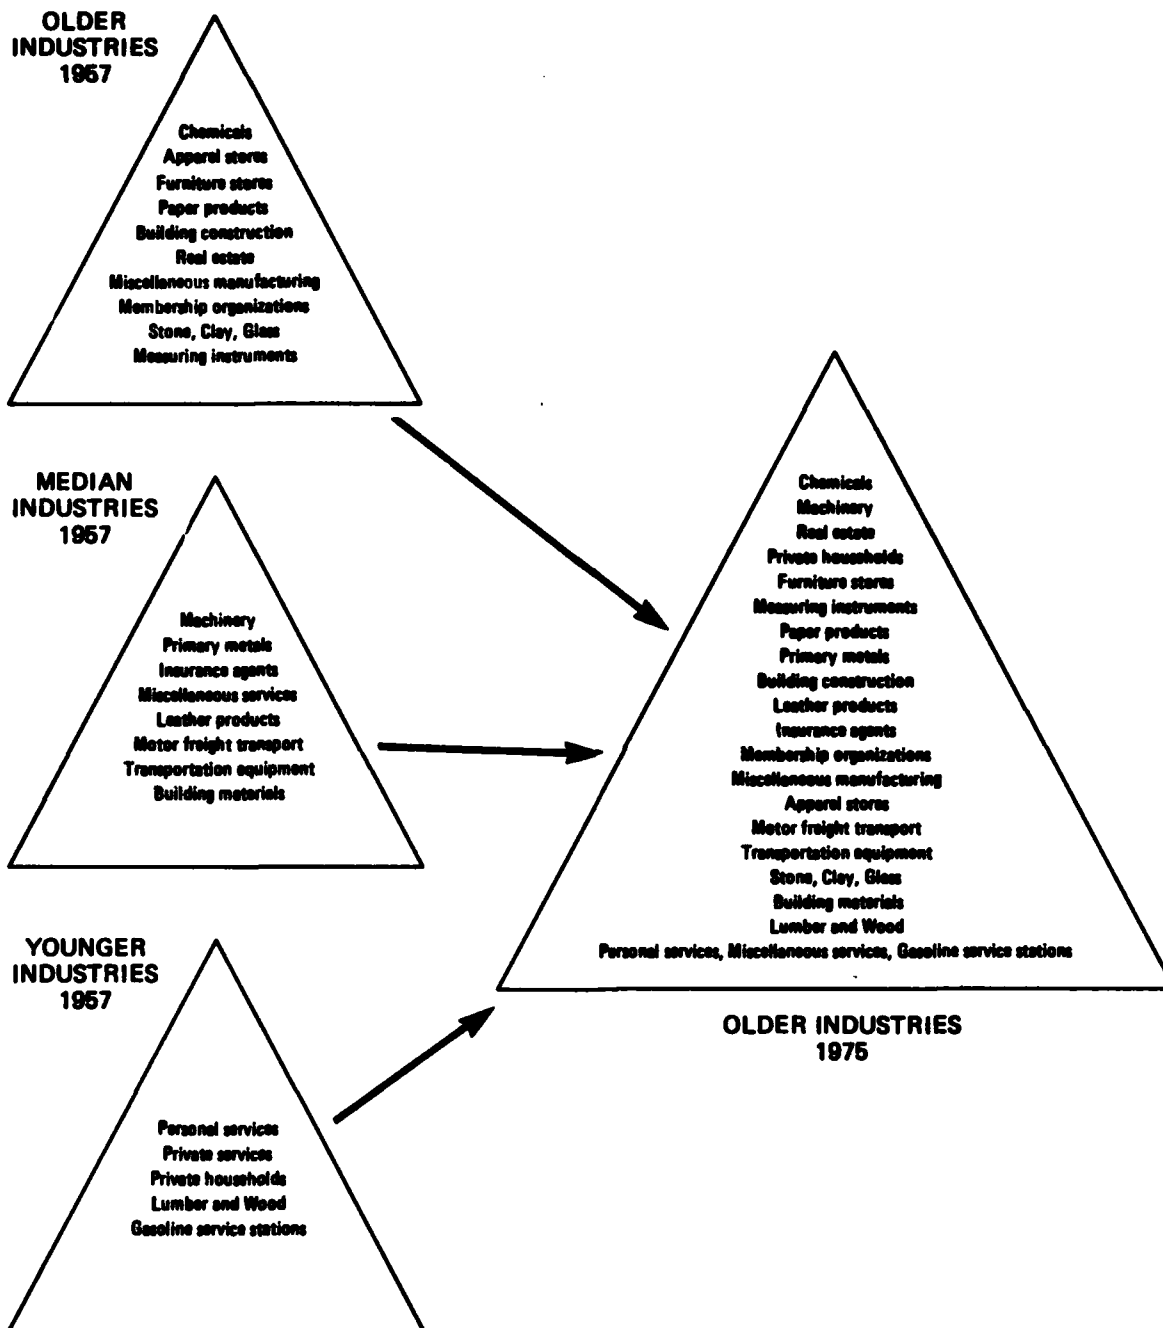 OLDER
INDUSTRIES
1957
Chemicals
Apparel stores
Furniture stores
Paper products
Building construction
Real estate
Miscellaneous manufacturing
Membership organizations
Stone, Clay, Glass
Measuring instruments
MEDIAN
INDUSTRIES
1957
Machinery
Primary metals
Insurance agents
Miscellaneous services
Leather products
Motor freight transport
Transportation equipment
Building materials
YOUNGER
INDUSTRIES
1957
Personal services
Private services
Private households
Lumber and Wood
Gasoline service stations
Chemicals
Machinery
Real estate
Private households
Furniture stores
Measuring instruments
Paper products
Primary metals
Building construction
Leather products
Insurance agents
Membership organizations
Miscellaneous manufacturing
Apparel stores
Motor freight transport
Transportation equipment
Stone, Clay, Glass
Building materials
Lumber and Wood
Personal services, Miscellaneous services, Gasoline service stations
OLDER INDUSTRIES
1975